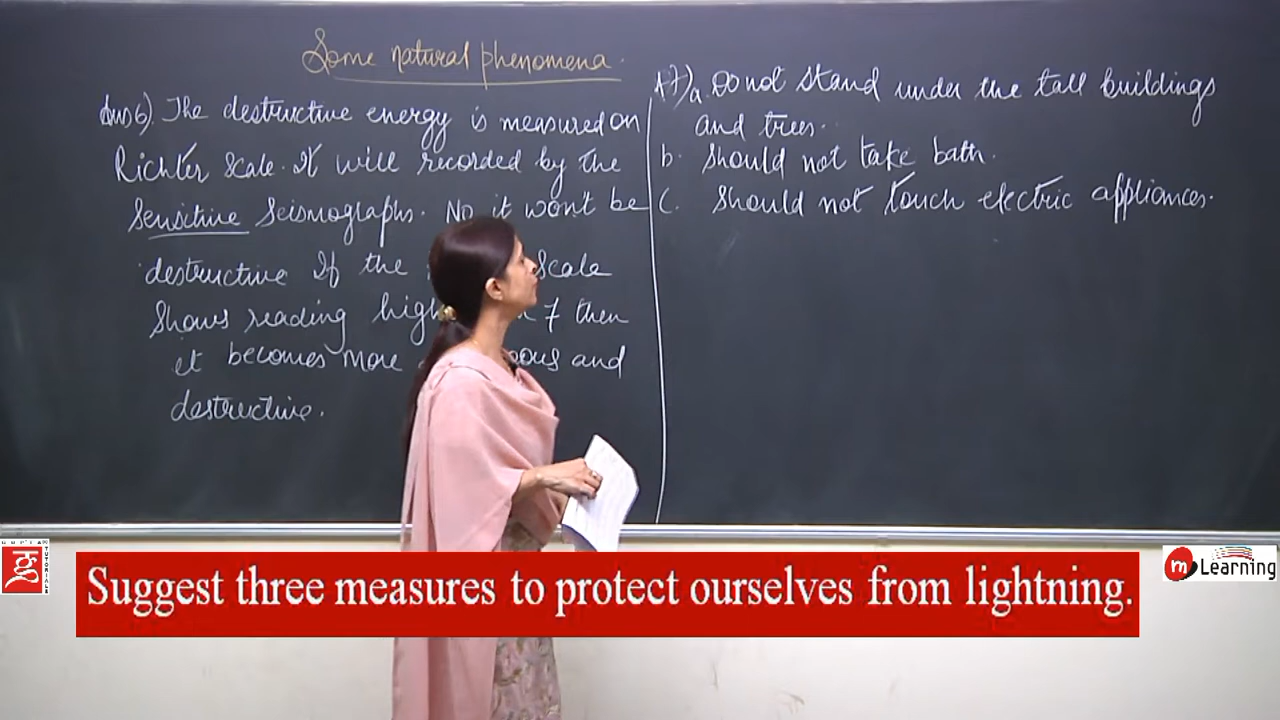 Some natural phenomena.
Ans 6). The destructive energy is measured on
Richter Scale. It will recorded by the
Sensitive Seismographs. No it won't be
destructive If the Scale
Shows reading high 7 then
it becomes more and
destructive.
a. Do not stand under the tall buildings
and trees.
b. Should not take bath.
c. Should not touch electric appliances.
Suggest three measures to protect ourselves from lightning.
TUTORIALS
m Learning